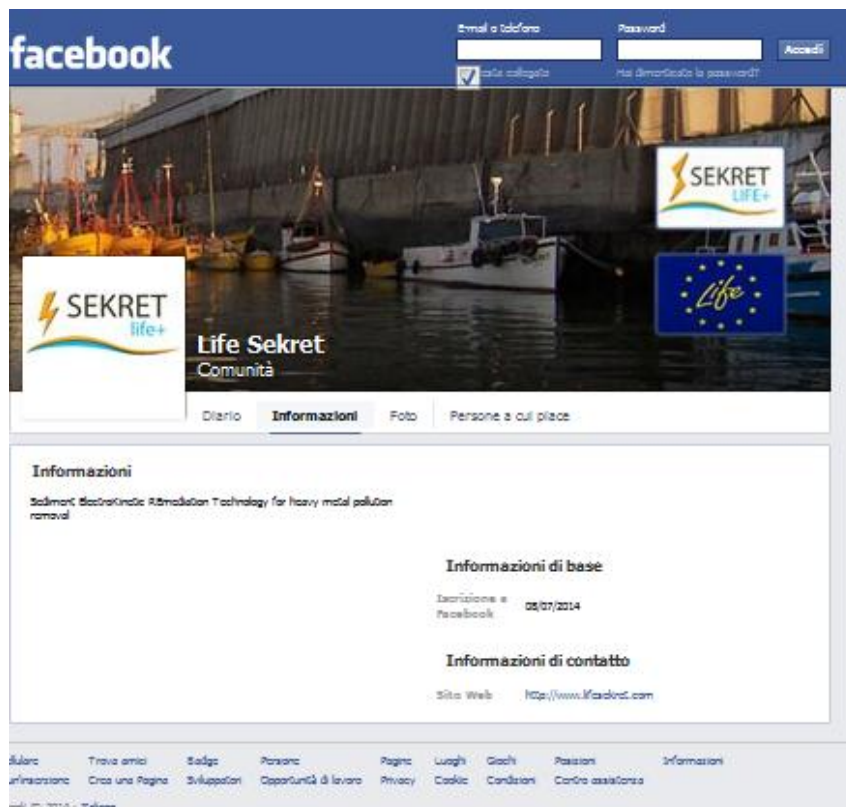 facebook
E-mail o telefono
Password
Accedi
collegato
Hai dimenticato la password?
SEKRET
LIFE+
Life
SEKRET
life+
Life Sekret
Comunità
Diario Informazioni Foto Persone a cui piace
Informazioni
Sediment ElectroKinetic REmediation Technology for heavy metal pollution
removal
Informazioni di base
Iscrizione a
Facebook
08/07/2014
Informazioni di contatto
Sito Web http://www.lifesekret.com
Trova amici Badge Persone Pagine Luoghi Giochi Posizioni Informazioni
Crea una Pagina Sviluppatori Opportunità di lavoro Privacy Cookie Condizioni Centro assistenza